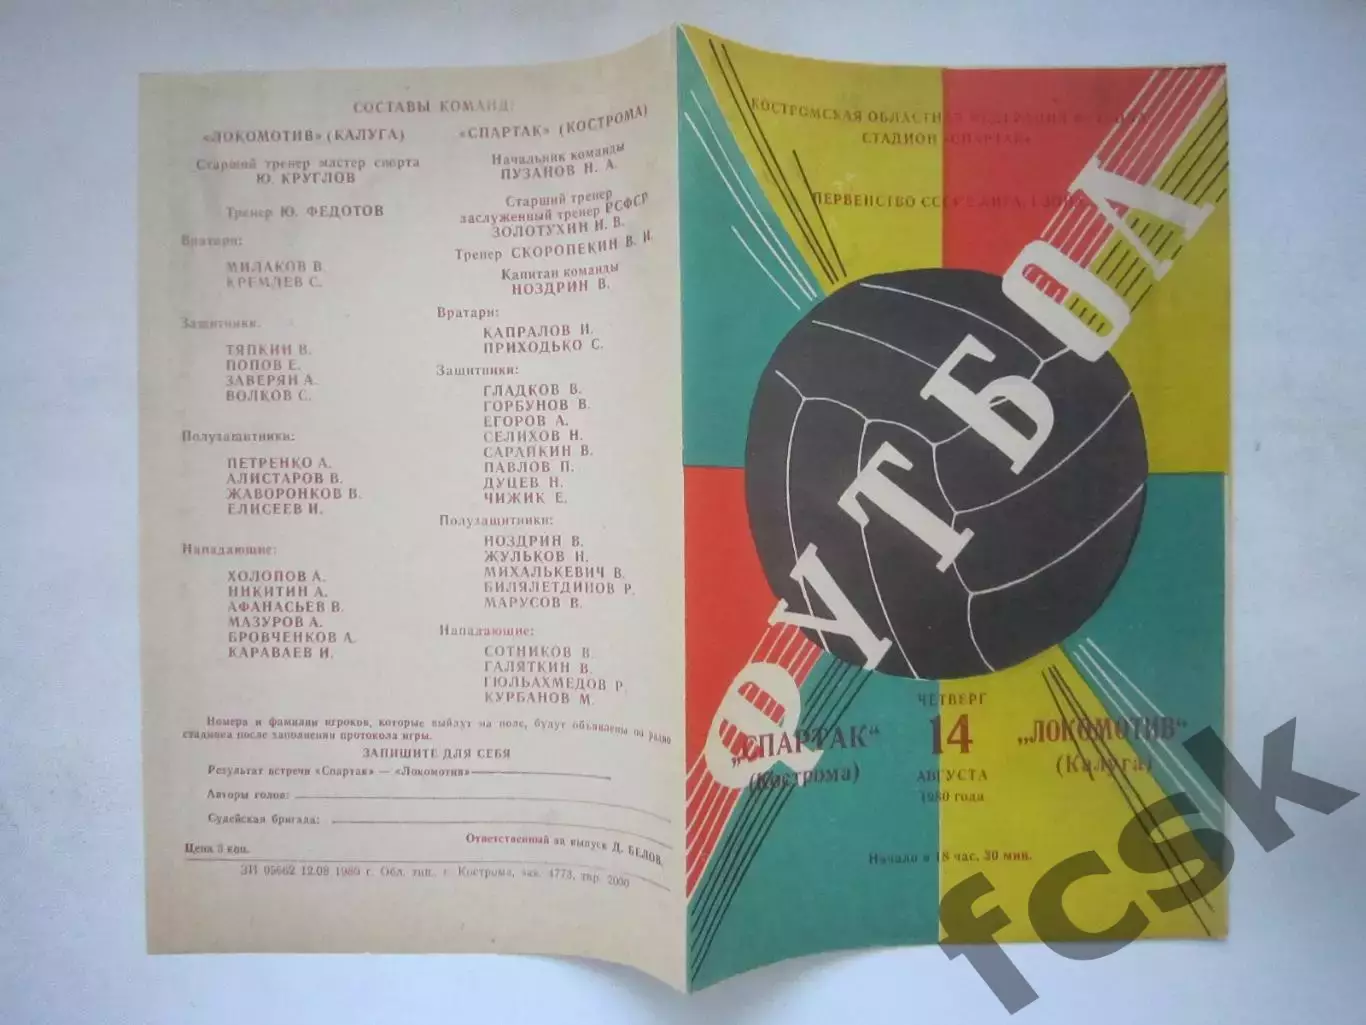 СОСТАВЫ КОМАНД:
«ЛОКОМОТИВ» (КАЛУГА)
Старший тренер мастер спорта
Ю. КРУГЛОВ
Тренер Ю. ФЕДОТОВ
Вратари:
МИЛАКОВ В.
КРЕМЛЕВ С.
Защитники:
ТЯПКИН В.
ПОПОВ Е.
ЗАВЕРЯН А.
ВОЛКОВ С.
Полузащитники:
ПЕТРЕНКО А.
АЛИСТАРОВ В.
ЖАВОРОНКОВ В.
ЕЛИСЕЕВ И.
Нападающие:
ХОЛОПОВ А.
НИКИТИН А.
АФАНАСЬЕВ В.
МАЗУРОВ А.
БРОВЧЕНКОВ А.
КАРАВАЕВ И.
«СПАРТАК» (КОСТРОМА)
Начальник команды
ПУЗАНОВ Н. А.
Старший тренер
заслуженный тренер РСФСР
ЗОЛОТУХИН Н. В.
Тренер СКОРОПЕКИН В. И.
Капитан команды
НОЗДРИН В.
Вратари:
КАПРАЛОВ И.
ПРИХОДЬКО С.
Защитники:
ГЛАДКОВ В.
ГОРБУНОВ В.
ЕГОРОВ А.
СЕЛИХОВ Н.
САРАЙКИН В.
ПАВЛОВ П.
ДУЦЕВ Н.
ЧИЖИК Е.
Полузащитники:
НОЗДРИН В.
ЖУЛЬКОВ Н.
МИХАЛЬКЕВИЧ В.
БИЛЯЛЕТДИНОВ Р.
МАРУСОВ В.
Нападающие:
СОТНИКОВ В.
ГАЛЯТКИН В.
ГЮЛЬАХМЕДОВ Р.
КУРБАНОВ М.
Номера и фамилии игроков, которые выйдут на поле, будут объявлены по радио
стадиона после заполнения протокола игры.
ЗАПИШИТЕ ДЛЯ СЕБЯ
Результат встречи «Спартак» — «Локомотив»
Авторы голов:
Судейская бригада:
Ответственный за выпуск Д. БЕЛОВ.
Цена 3 коп.
ЗИ 05662 12.08 1980 г. Обл. тип., г. Кострома, зак. 4773, тир. 2000
КОСТРОМСКАЯ ОБЛАСТНАЯ ФЕДЕРАЦИЯ
СТАДИОН «СПАРТАК»
ПЕРВЕНСТВО СССР
ФУТБОЛ
„СПАРТАК“
(Кострома)
ЧЕТВЕРГ
14
АВГУСТА
1980 года
„ЛОКОМОТИВ“
(Калуга)
Начало в 18 час. 30 мин.
fcsk